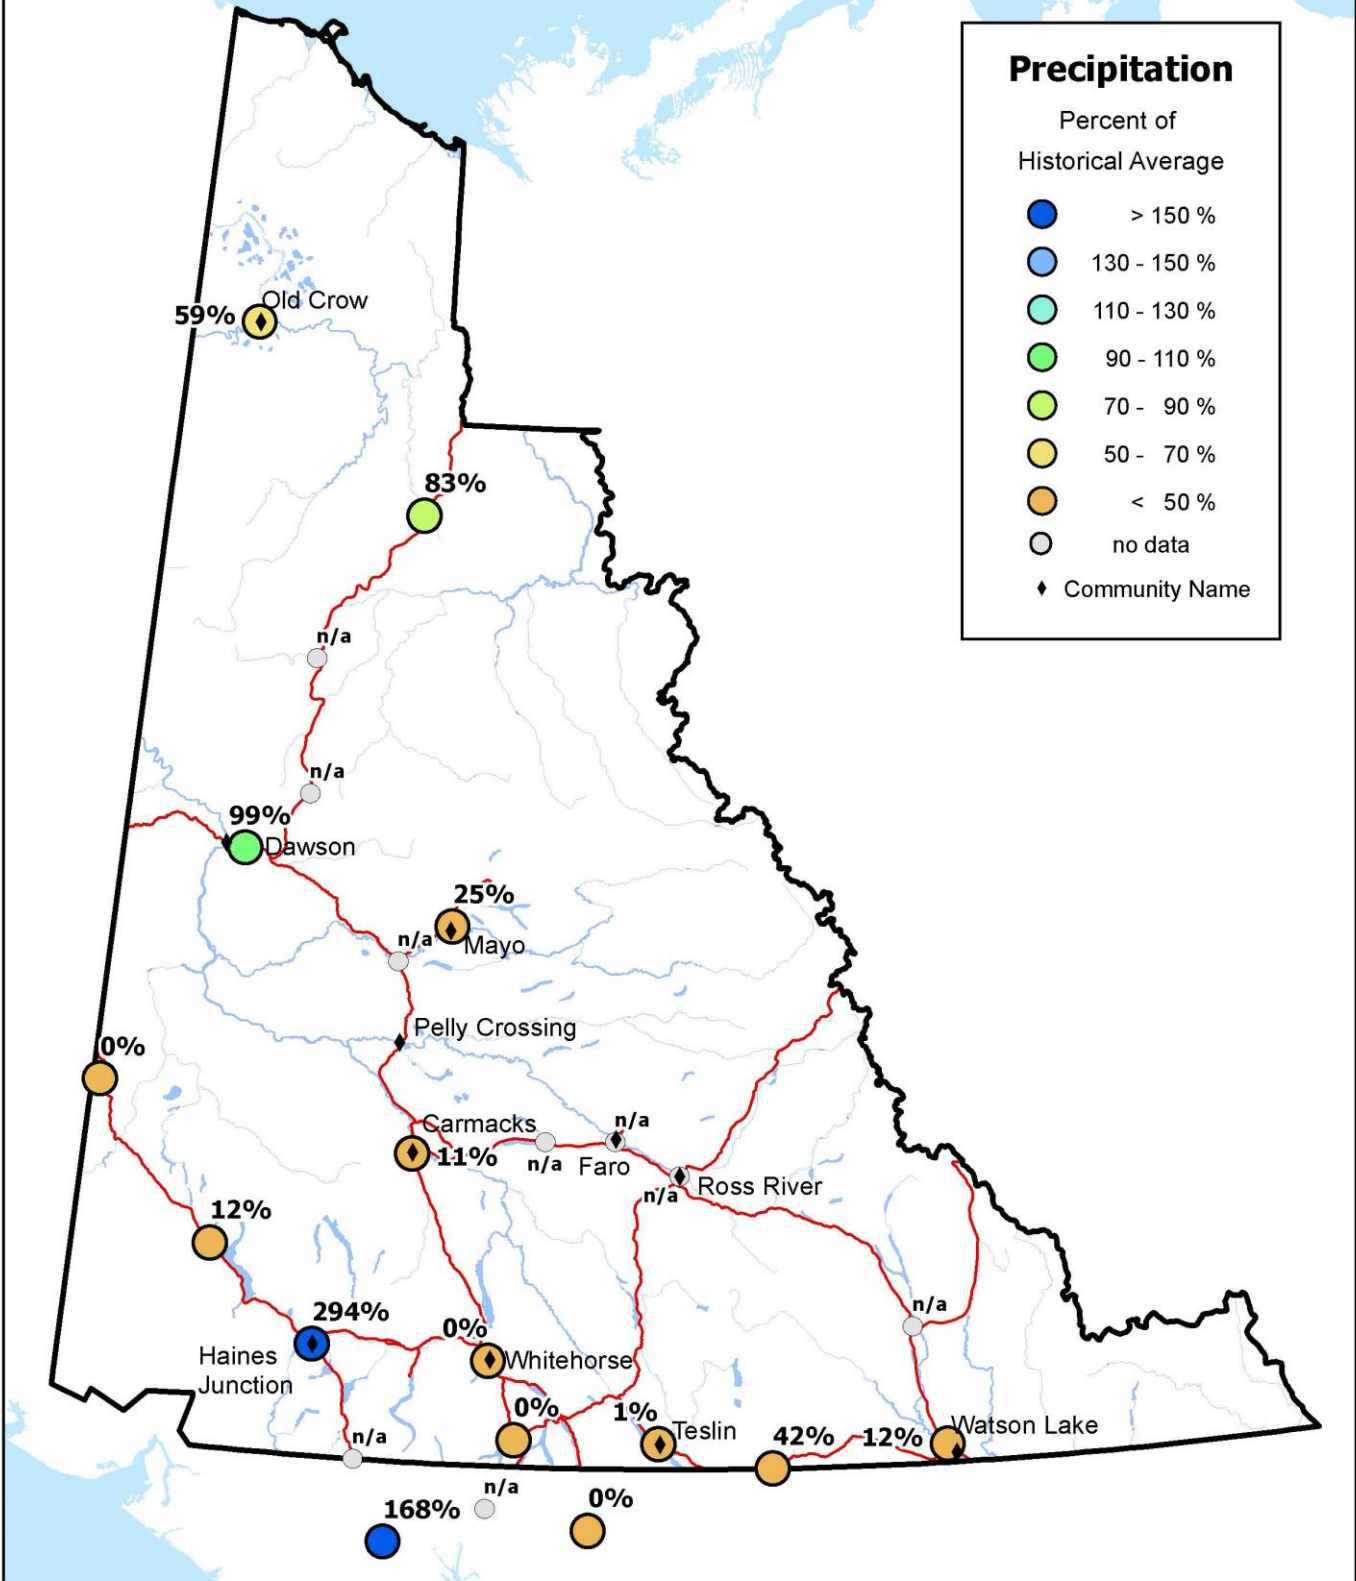 Precipitation
Percent of
Historical Average
> 150 %
130 - 150 %
110 - 130 %
90 - 110 %
70 - 90 %
50 - 70 %
< 50 %
no data
Community Name
Old Crow
59%
83%
n/a
n/a
99%
Dawson
25%
n/a
Mayo
Pelly Crossing
0%
Carmacks
11%
n/a
n/a
Faro
n/a
Ross River
12%
294%
Haines
Junction
0%
Whitehorse
n/a
0%
1%
Teslin
42%
12%
Watson Lake
n/a
168%
n/a
0%